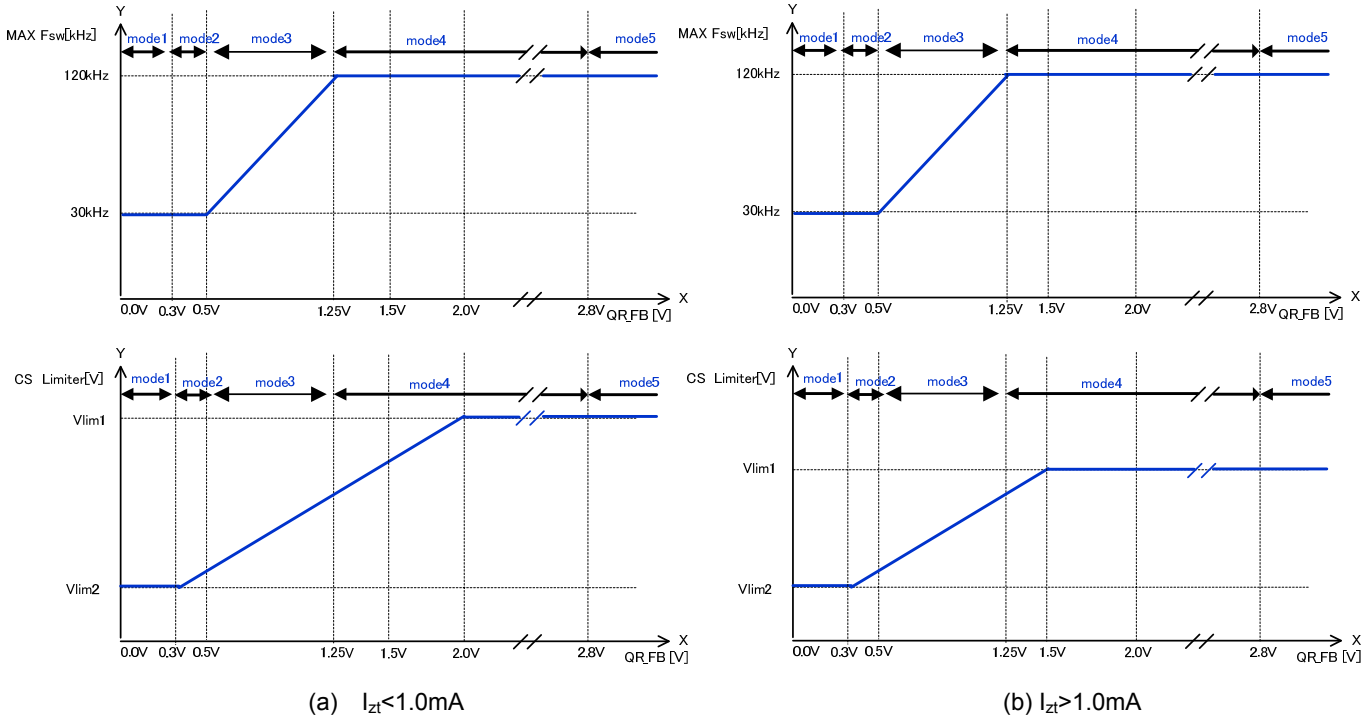 Y
MAX Fsw[kHz]
mode1
mode2
mode3
mode4
mode5
120kHz
30kHz
X
0.0V
0.3V
0.5V
1.25V
1.5V
2.0V
2.8V
QR_FB [V]
Y
MAX Fsw[kHz]
mode1
mode2
mode3
mode4
mode5
120kHz
30kHz
X
0.0V
0.3V
0.5V
1.25V
1.5V
2.0V
2.8V
QR_FB [V]
Y
CS Limiter[V]
mode1
mode2
mode3
mode4
mode5
Vlim1
Vlim2
X
0.0V
0.3V
0.5V
1.25V
1.5V
2.0V
2.8V
QR_FB [V]
Y
CS Limiter[V]
mode1
mode2
mode3
mode4
mode5
Vlim1
Vlim2
X
0.0V
0.3V
0.5V
1.25V
1.5V
2.0V
2.8V
QR_FB [V]
(a) Izt<1.0mA
(b) Izt>1.0mA